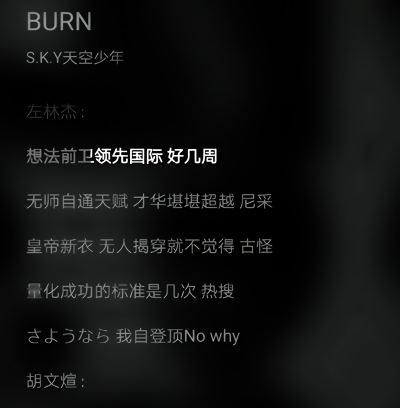 BURN
S.K.Y天空少年
左林杰：
想法前卫领先国际 好几周
无师自通天赋 才华堪堪超越 尼采
皇帝新衣 无人揭穿就不觉得 古怪
量化成功的标准是几次 热搜
さようなら 我自登顶No why
胡文煊：